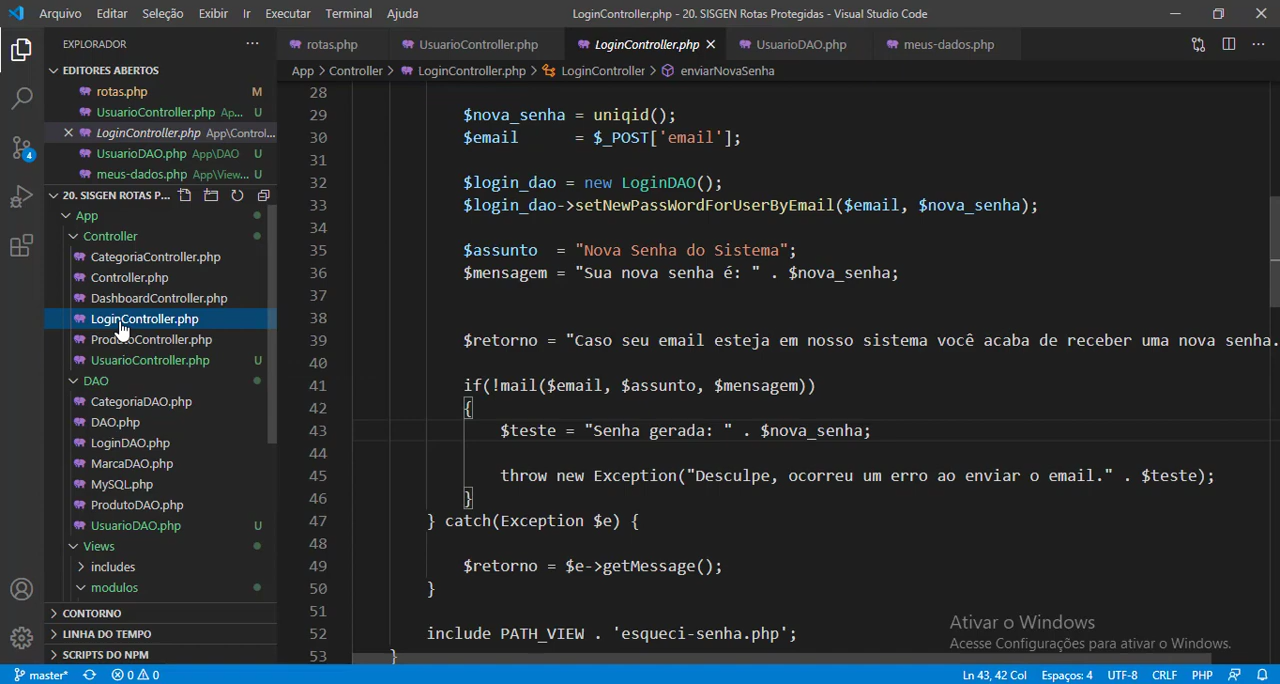 Arquivo Editar Seleção Exibir Ir Executar Terminal Ajuda LoginController.php - 20. SISGEN Rotas Protegidas - Visual Studio Code
EXPLORADOR
rotas.php UsuarioController.php LoginController.php UsuarioDAO.php meus-dados.php
App > Controller > LoginController.php > LoginController > enviarNovaSenha
EDITORES ABERTOS
rotas.php M
UsuarioController.php Ap... U
LoginController.php App\Control...
UsuarioDAO.php App\DAO U
meus-dados.php App\View... U
20. SISGEN ROTAS P...
App
Controller
CategoriaController.php
Controller.php
DashboardController.php
LoginController.php
ProdutoController.php
UsuarioController.php U
DAO
CategoriaDAO.php
DAO.php
LoginDAO.php
MarcaDAO.php
MySQL.php
ProdutoDAO.php
UsuarioDAO.php U
Views
includes
modulos
CONTORNO
LINHA DO TEMPO
SCRIPTS DO NPM
4
28
29 $nova_senha = uniqid();
30 $email = $_POST['email'];
31
32 $login_dao = new LoginDAO();
33 $login_dao->setNewPassWordForUserByEmail($email, $nova_senha);
34
35 $assunto = "Nova Senha do Sistema";
36 $mensagem = "Sua nova senha é: " . $nova_senha;
37
38
39 $retorno = "Caso seu email esteja em nosso sistema você acaba de receber uma nova senha.
40
41 if(!mail($email, $assunto, $mensagem))
42 {
43 $teste = "Senha gerada: " . $nova_senha;
44
45 throw new Exception("Desculpe, ocorreu um erro ao enviar o email." . $teste);
46 }
47 } catch(Exception $e) {
48
49 $retorno = $e->getMessage();
50 }
51
52 include PATH_VIEW . 'esqueci-senha.php';
53 }
Ativar o Windows
Acesse Configurações para ativar o Windows.
master* 0 0 Ln 43, 42 Col Espaços: 4 UTF-8 CRLF PHP